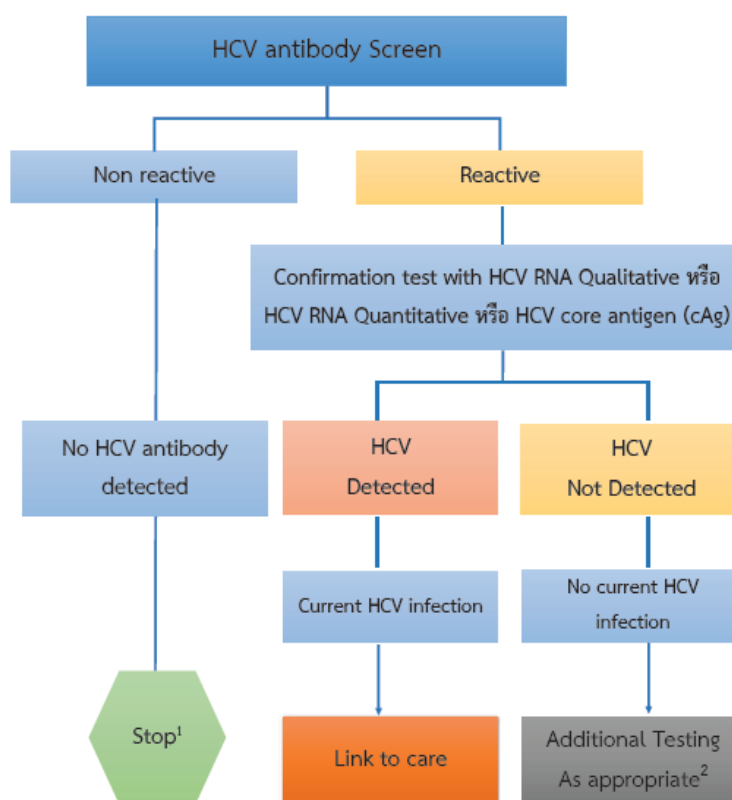 HCV antibody Screen
Non reactive
Reactive
Confirmation test with HCV RNA Qualitative หรือ
HCV RNA Quantitative หรือ HCV core antigen (cAg)
No HCV antibody
detected
HCV
Detected
HCV
Not Detected
Current HCV infection
No current HCV
infection
Stop¹
Link to care
Additional Testing
As appropriate²